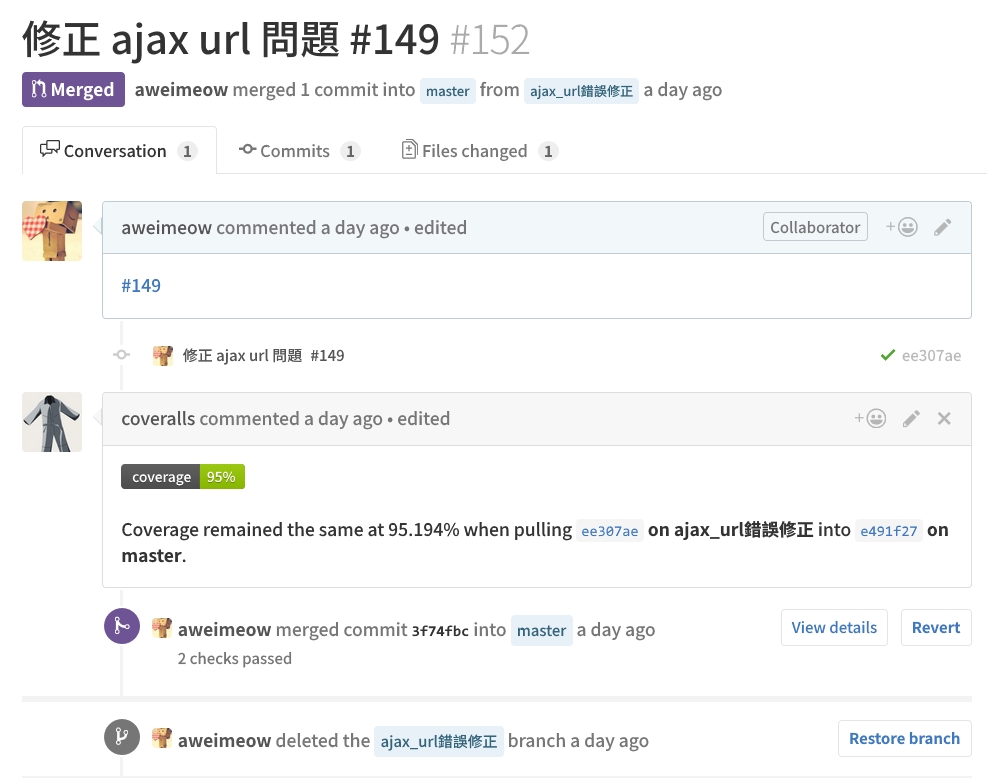 修正 ajax url 問題 #149 #152
Merged aweimeow merged 1 commit into master from ajax_url錯誤修正 a day ago
Conversation 1 Commits 1 Files changed 1
aweimeow commented a day ago • edited Collaborator +
#149
修正 ajax url 問題 #149 ee307ae
coveralls commented a day ago • edited +
coverage 95%
Coverage remained the same at 95.194% when pulling ee307ae on ajax_url錯誤修正 into e491f27 on
master.
aweimeow merged commit 3f74fbc into master a day ago View details Revert
2 checks passed
aweimeow deleted the ajax_url錯誤修正 branch a day ago Restore branch